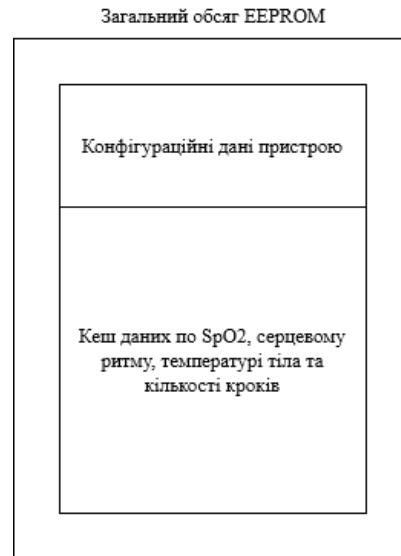 Загальний обсяг EEPROM
Конфігураційні дані пристрою
Кеш даних по SpO2, серцевому
ритму, температурі тіла та
кількості кроків